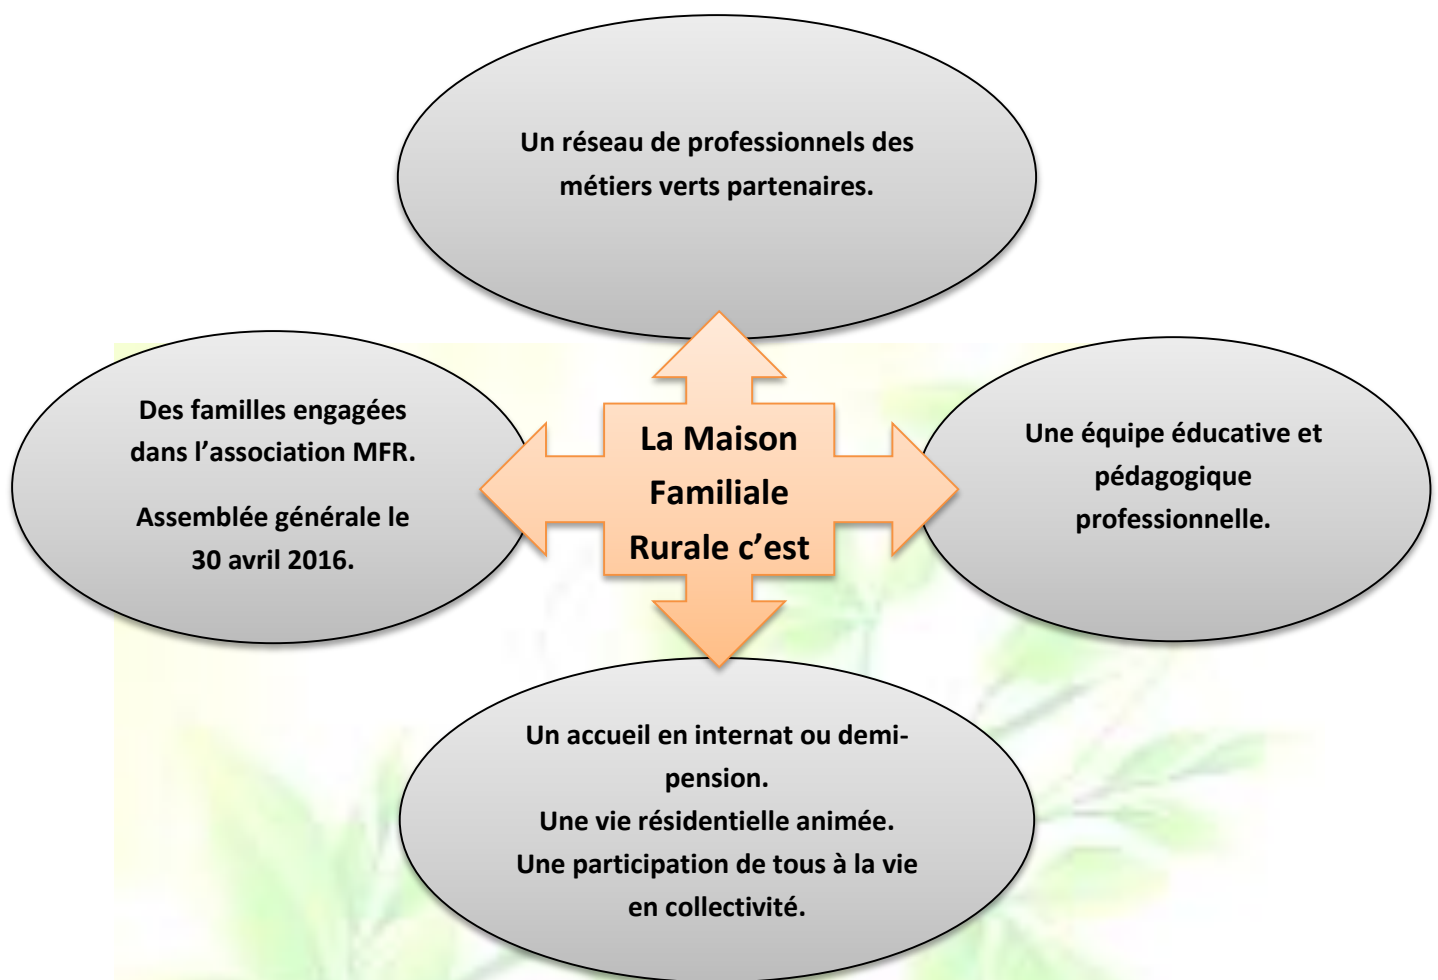 Un réseau de professionnels des
métiers verts partenaires.
Des familles engagées
dans l’association MFR.
Assemblée générale le
30 avril 2016.
La Maison
Familiale
Rurale c’est
Une équipe éducative et
pédagogique
professionnelle.
Un accueil en internat ou demi-
pension.
Une vie résidentielle animée.
Une participation de tous à la vie
en collectivité.